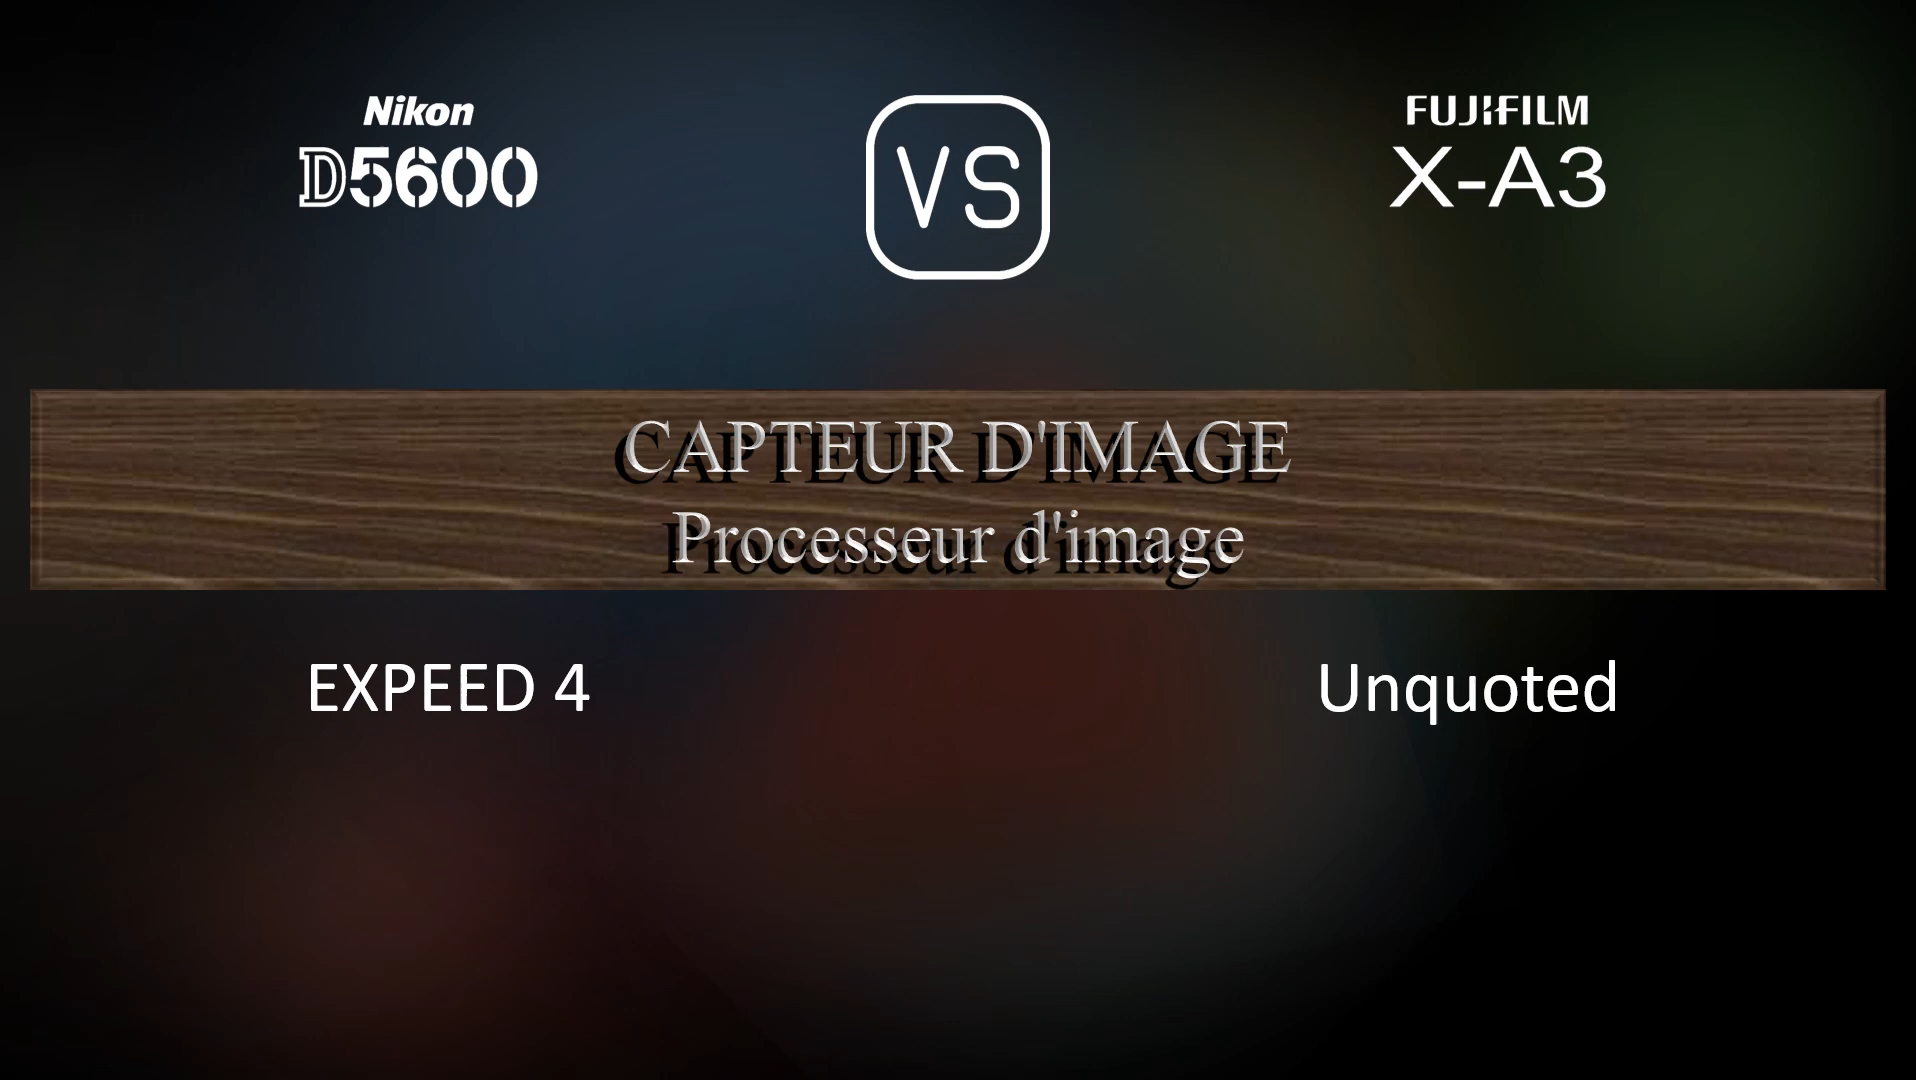 Nikon
D5600
VS
FUJIFILM
X-A3
CAPTEUR D'IMAGE
Processeur d'image
EXPEED 4
Unquoted